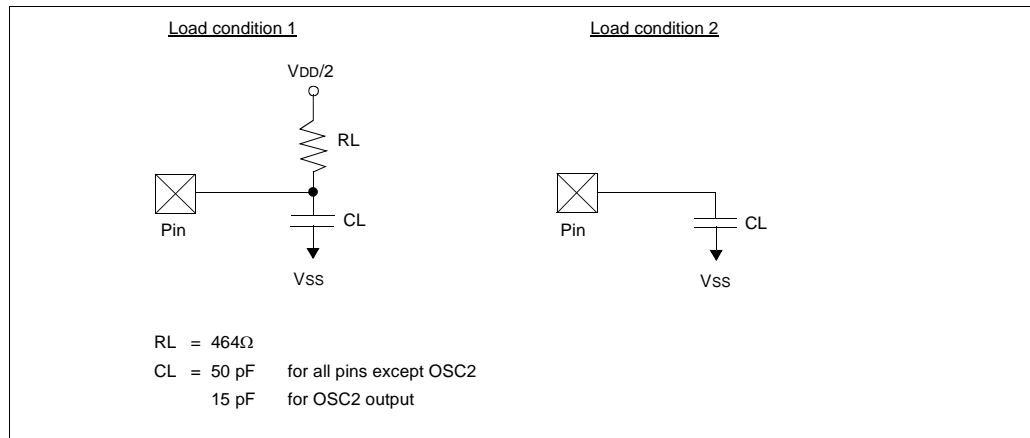 Load condition 1
VDD/2
RL
CL
Pin
VSS
Load condition 2
CL
Pin
VSS
RL = 464Ω
CL = 50 pF for all pins except OSC2
15 pF for OSC2 output